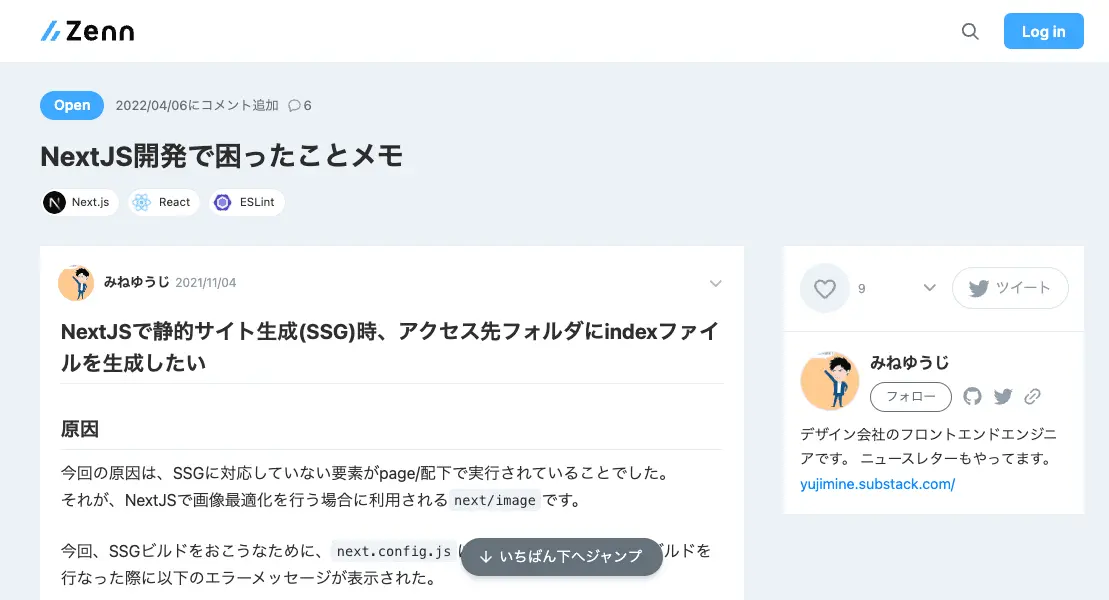 Zenn
Log in
Open 2022/04/06にコメント追加 6
NextJS開発で困ったことメモ
Next.js React ESLint
みねゆうじ 2021/11/04
NextJSで静的サイト生成(SSG)時、アクセス先フォルダにindexファイ
ルを生成したい
原因
今回の原因は、SSGに対応していない要素がpage/配下で実行されていることでした。
それが、NextJSで画像最適化を行う場合に利用される next/image です。
今回、SSGビルドをおこうなために、 next.config.js ルドを
行なった際に以下のエラーメッセージが表示された。
↓ いちばん下へジャンプ
9 ツイート
みねゆうじ
フォロー
デザイン会社のフロントエンドエンジニ
アです。 ニュースレターもやってます。
yujimine.substack.com/